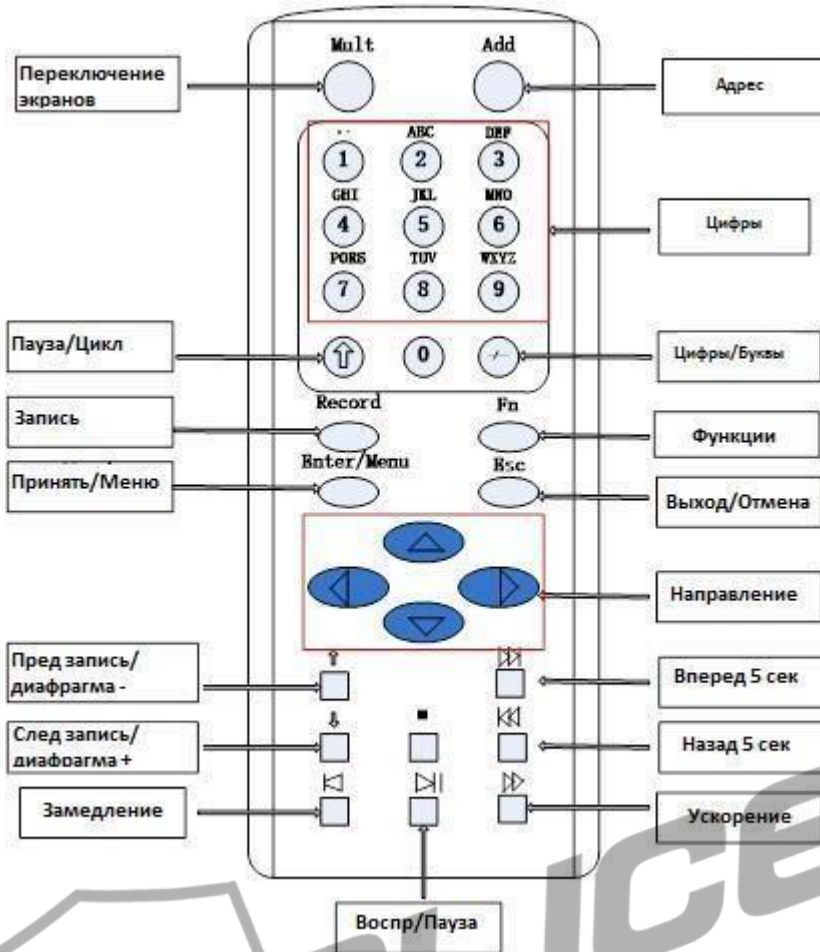 Mult Add
Переключение
экранов
Адрес
ABC DEF
1 2 3
GHI JKL MNO
4 5 6
Цифры
PORS TUV WXYZ
7 8 9
Пауза/Цикл
0
Цифры/Буквы
Record Fn
Запись
Функции
Enter/Menu Esc
Принять/Меню
Выход/Отмена
Направление
Пред запись/
диафрагма -
Вперед 5 сек
След запись/
диафрагма +
Назад 5 сек
Замедление
Ускорение
Воспр/Пауза